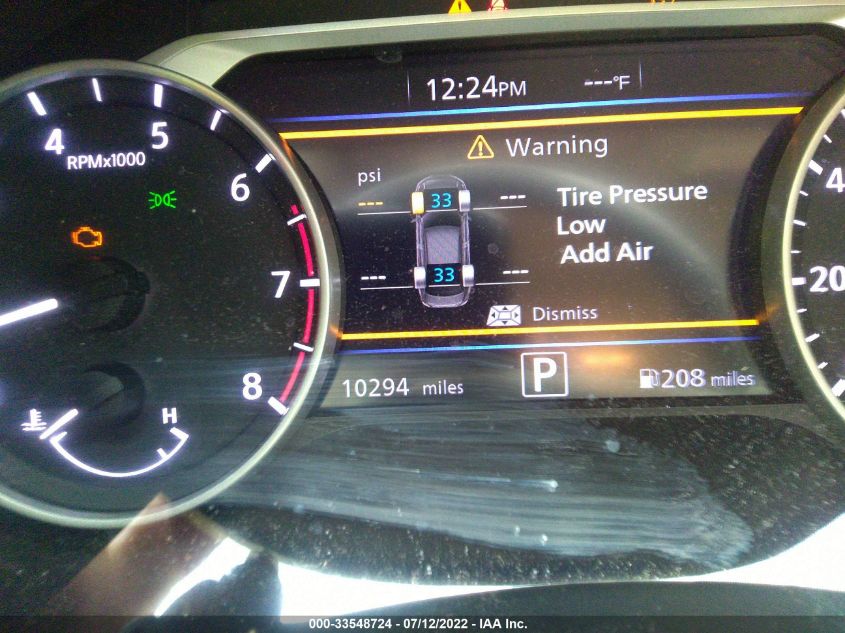 12:24PM ---°F
Warning
psi
--- 33 ---
Tire Pressure
Low
Add Air
--- 33 ---
Dismiss
10294 miles P 208 miles
4 5 6 7 8
RPMx1000
H
4
20
000-33548724 - 07/12/2022 - IAA Inc.